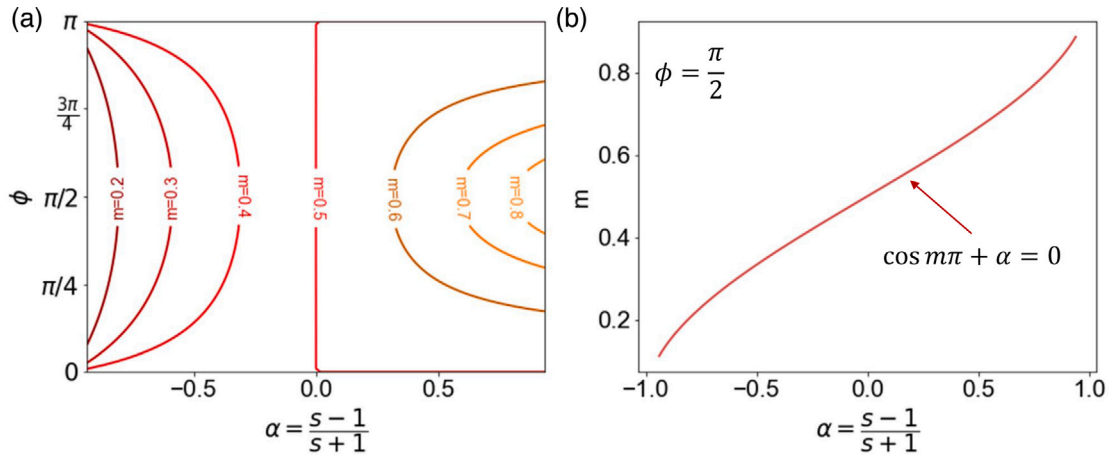 (a)
π
3π
4
π/2
π/4
0
ϕ
m=0.2
m=0.3
m=0.4
m=0.5
m=0.6
m=0.7
m=0.8
−0.5
0.0
0.5
α = s − 1
s + 1
(b)
ϕ = π
2
0.8
0.6
0.4
0.2
m
cos mπ + α = 0
−1.0
−0.5
0.0
0.5
1.0
α = s − 1
s + 1